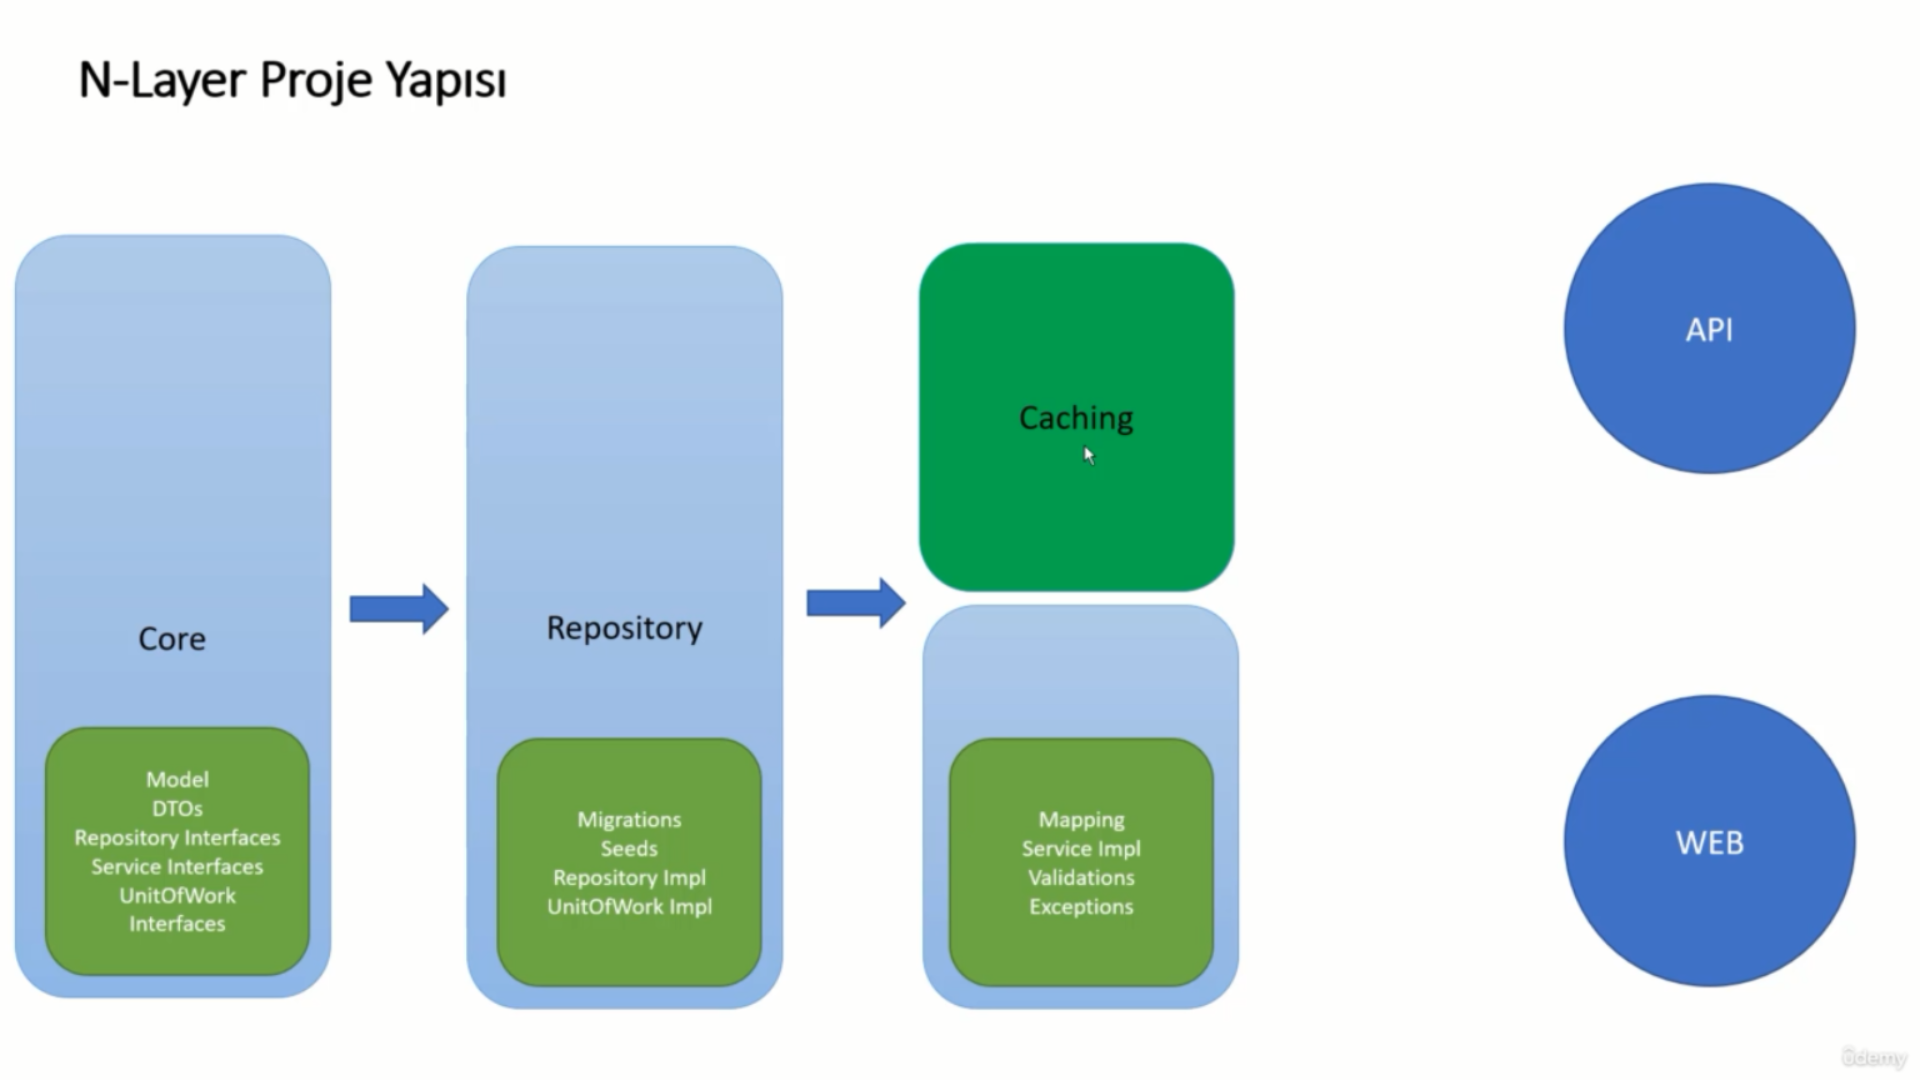 N-Layer Proje Yapısı
Core
Model
DTOs
Repository Interfaces
Service Interfaces
UnitOfWork
Interfaces
Repository
Migrations
Seeds
Repository Impl
UnitOfWork Impl
Caching
Mapping
Service Impl
Validations
Exceptions
API
WEB
ûdemy